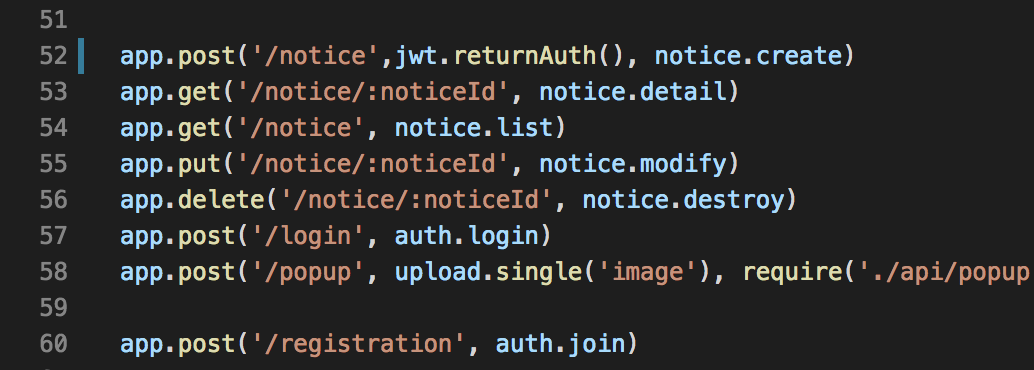 51
52 app.post('/notice',jwt.returnAuth(), notice.create)
53 app.get('/notice/:noticeId', notice.detail)
54 app.get('/notice', notice.list)
55 app.put('/notice/:noticeId', notice.modify)
56 app.delete('/notice/:noticeId', notice.destroy)
57 app.post('/login', auth.login)
58 app.post('/popup', upload.single('image'), require('./api/popup
59
60 app.post('/registration', auth.join)